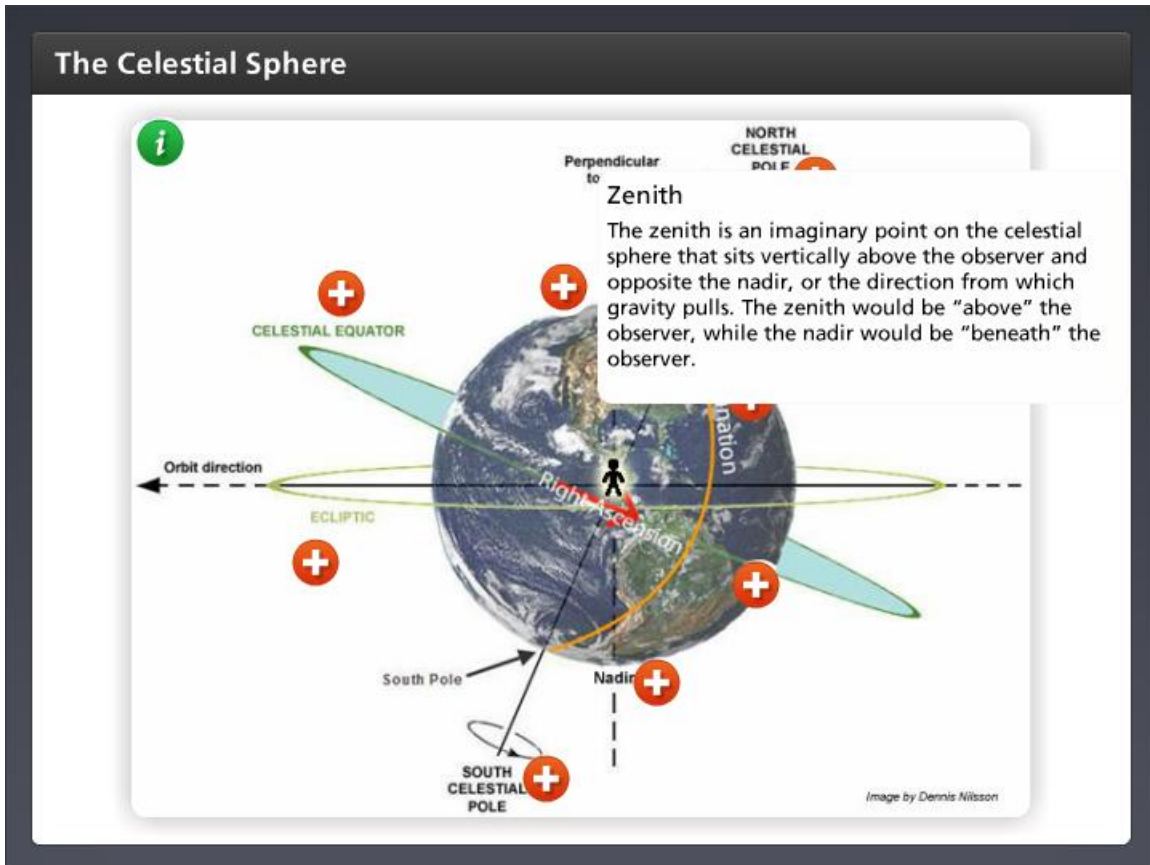 The Celestial Sphere
i
NORTH
CELESTIAL
POLE
Perpendicular
to
Zenith
The zenith is an imaginary point on the celestial
sphere that sits vertically above the observer and
opposite the nadir, or the direction from which
gravity pulls. The zenith would be “above” the
observer, while the nadir would be “beneath” the
observer.
CELESTIAL EQUATOR
nation
Orbit direction
Right Ascension
ECLIPTIC
South Pole
Nadir
SOUTH
CELESTIAL
POLE
Image by Dennis Nilsson